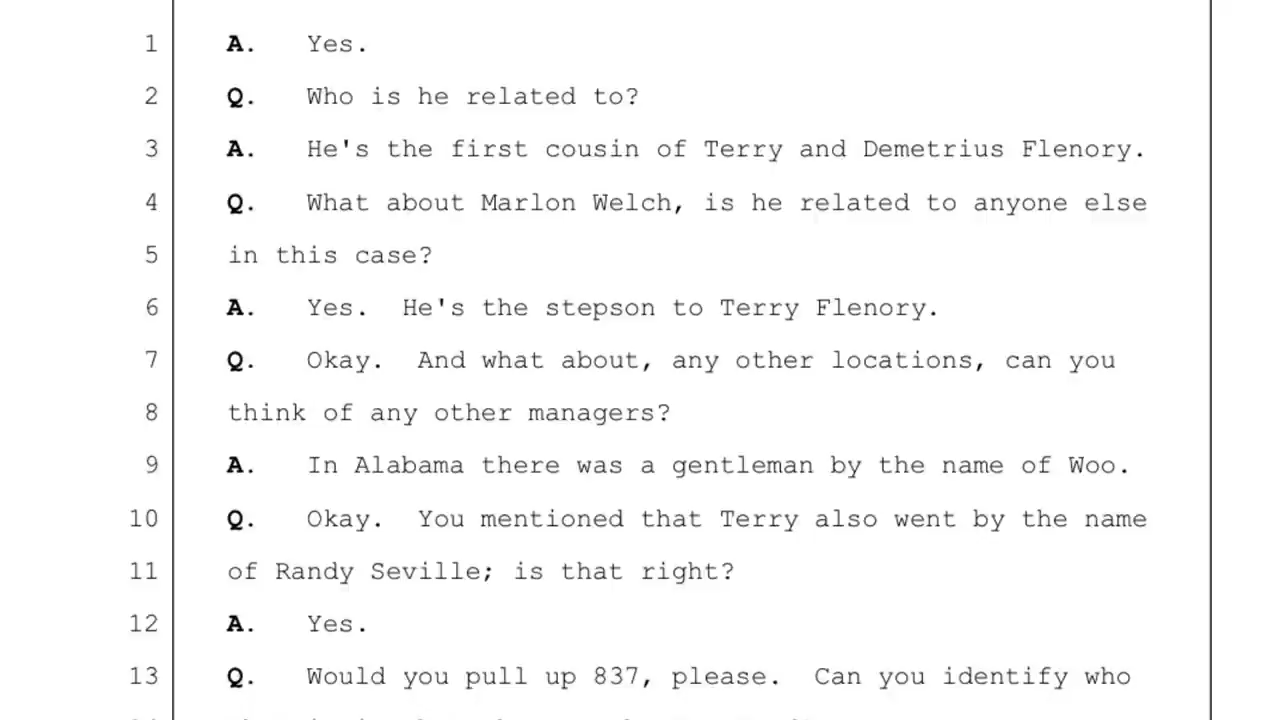 1 A. Yes.
2 Q. Who is he related to?
3 A. He's the first cousin of Terry and Demetrius Flenory.
4 Q. What about Marlon Welch, is he related to anyone else
5 in this case?
6 A. Yes. He's the stepson to Terry Flenory.
7 Q. Okay. And what about, any other locations, can you
8 think of any other managers?
9 A. In Alabama there was a gentleman by the name of Woo.
10 Q. Okay. You mentioned that Terry also went by the name
11 of Randy Seville; is that right?
12 A. Yes.
13 Q. Would you pull up 837, please. Can you identify who